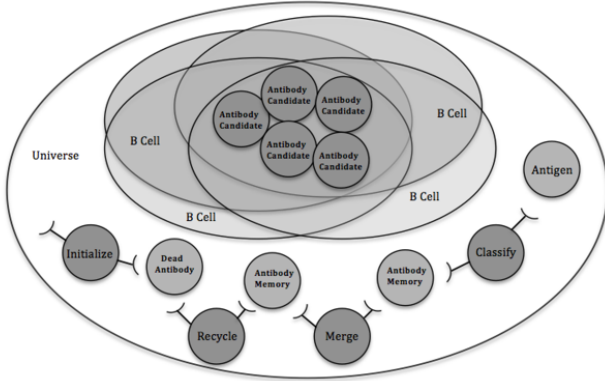 Antibody
Candidate
Antibody
Candidate
Antibody
Candidate
B Cell
B Cell
Antibody
Candidate
Antibody
Candidate
Universe
Antigen
B Cell
B Cell
Initialize
Dead
Antibody
Antibody
Memory
Antibody
Memory
Classify
Recycle
Merge